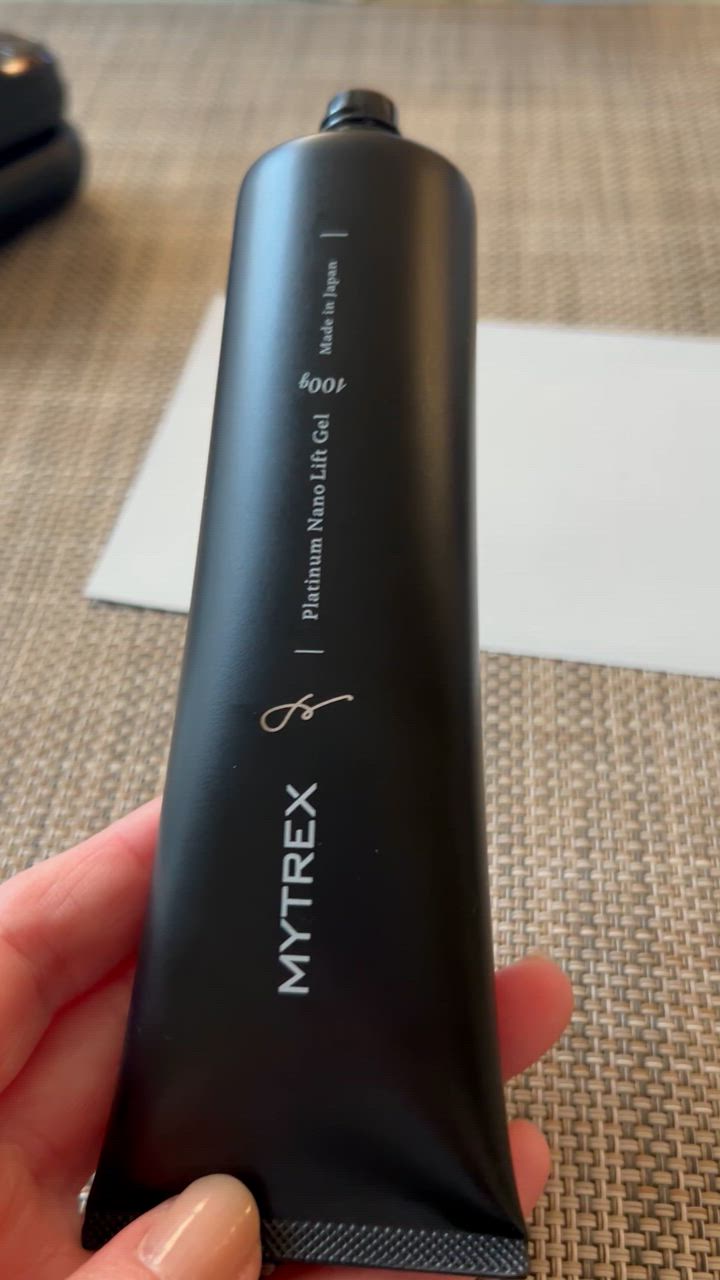 MYTREX
Platinum Nano Lift Gel
100g
Made in Japan